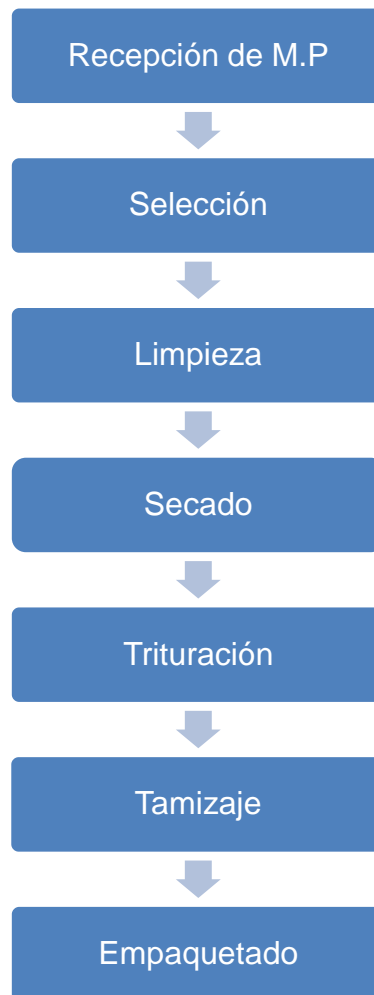 Recepción de M.P
Selección
Limpieza
Secado
Trituración
Tamizaje
Empaquetado